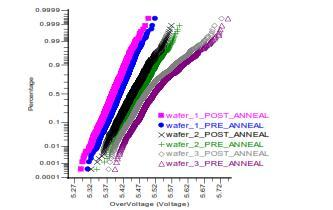 0.9999
0.999
0.99
0.9
0.5
0.1
0.01
0.001
0.0001
Percentage
5.27
5.32
5.37
5.42
5.47
5.52
5.57
5.62
5.67
5.72
OverVoltage (Voltage)
wafer_1_POST_ANNEAL
wafer_1_PRE_ANNEAL
wafer_2_POST_ANNEAL
wafer_2_PRE_ANNEAL
wafer_3_POST_ANNEAL
wafer_3_PRE_ANNEAL